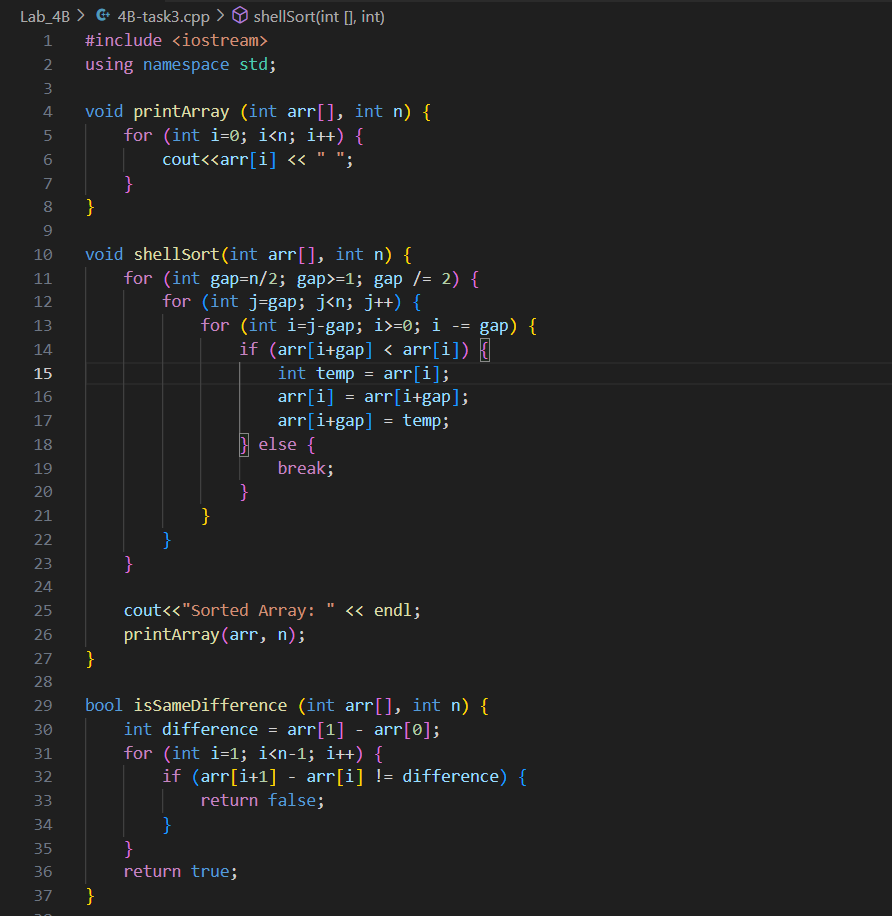 Lab_4B > 4B-task3.cpp > shellSort(int [], int)
1 #include <iostream>
2 using namespace std;
3
4 void printArray (int arr[], int n) {
5     for (int i=0; i<n; i++) {
6         cout<<arr[i] << " ";
7     }
8 }
9
10 void shellSort(int arr[], int n) {
11     for (int gap=n/2; gap>=1; gap /= 2) {
12         for (int j=gap; j<n; j++) {
13             for (int i=j-gap; i>=0; i -= gap) {
14                 if (arr[i+gap] < arr[i]) {
15                     int temp = arr[i];
16                     arr[i] = arr[i+gap];
17                     arr[i+gap] = temp;
18                 } else {
19                     break;
20                 }
21             }
22         }
23     }
24
25     cout<<"Sorted Array: " << endl;
26     printArray(arr, n);
27 }
28
29 bool isSameDifference (int arr[], int n) {
30     int difference = arr[1] - arr[0];
31     for (int i=1; i<n-1; i++) {
32         if (arr[i+1] - arr[i] != difference) {
33             return false;
34         }
35     }
36     return true;
37 }